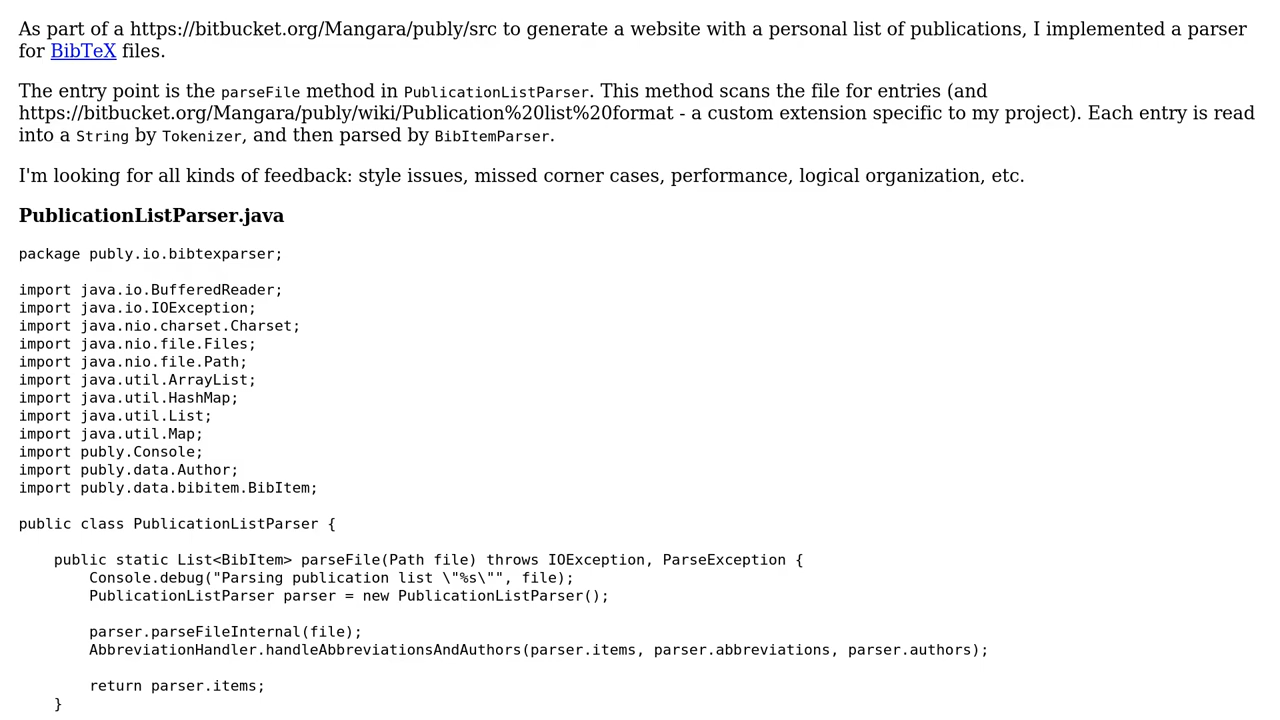 As part of a https://bitbucket.org/Mangara/publy/src to generate a website with a personal list of publications, I implemented a parser
for BibTeX files.
The entry point is the parseFile method in PublicationListParser. This method scans the file for entries (and
https://bitbucket.org/Mangara/publy/wiki/Publication%20list%20format - a custom extension specific to my project). Each entry is read
into a String by Tokenizer, and then parsed by BibItemParser.
I'm looking for all kinds of feedback: style issues, missed corner cases, performance, logical organization, etc.
PublicationListParser.java
package publy.io.bibtexparser;
import java.io.BufferedReader;
import java.io.IOException;
import java.nio.charset.Charset;
import java.nio.file.Files;
import java.nio.file.Path;
import java.util.ArrayList;
import java.util.HashMap;
import java.util.List;
import java.util.Map;
import publy.Console;
import publy.data.Author;
import publy.data.bibitem.BibItem;
public class PublicationListParser {
    public static List<BibItem> parseFile(Path file) throws IOException, ParseException {
        Console.debug("Parsing publication list \"%s\"", file);
        PublicationListParser parser = new PublicationListParser();
        parser.parseFileInternal(file);
        AbbreviationHandler.handleAbbreviationsAndAuthors(parser.items, parser.abbreviations, parser.authors);
        return parser.items;
    }